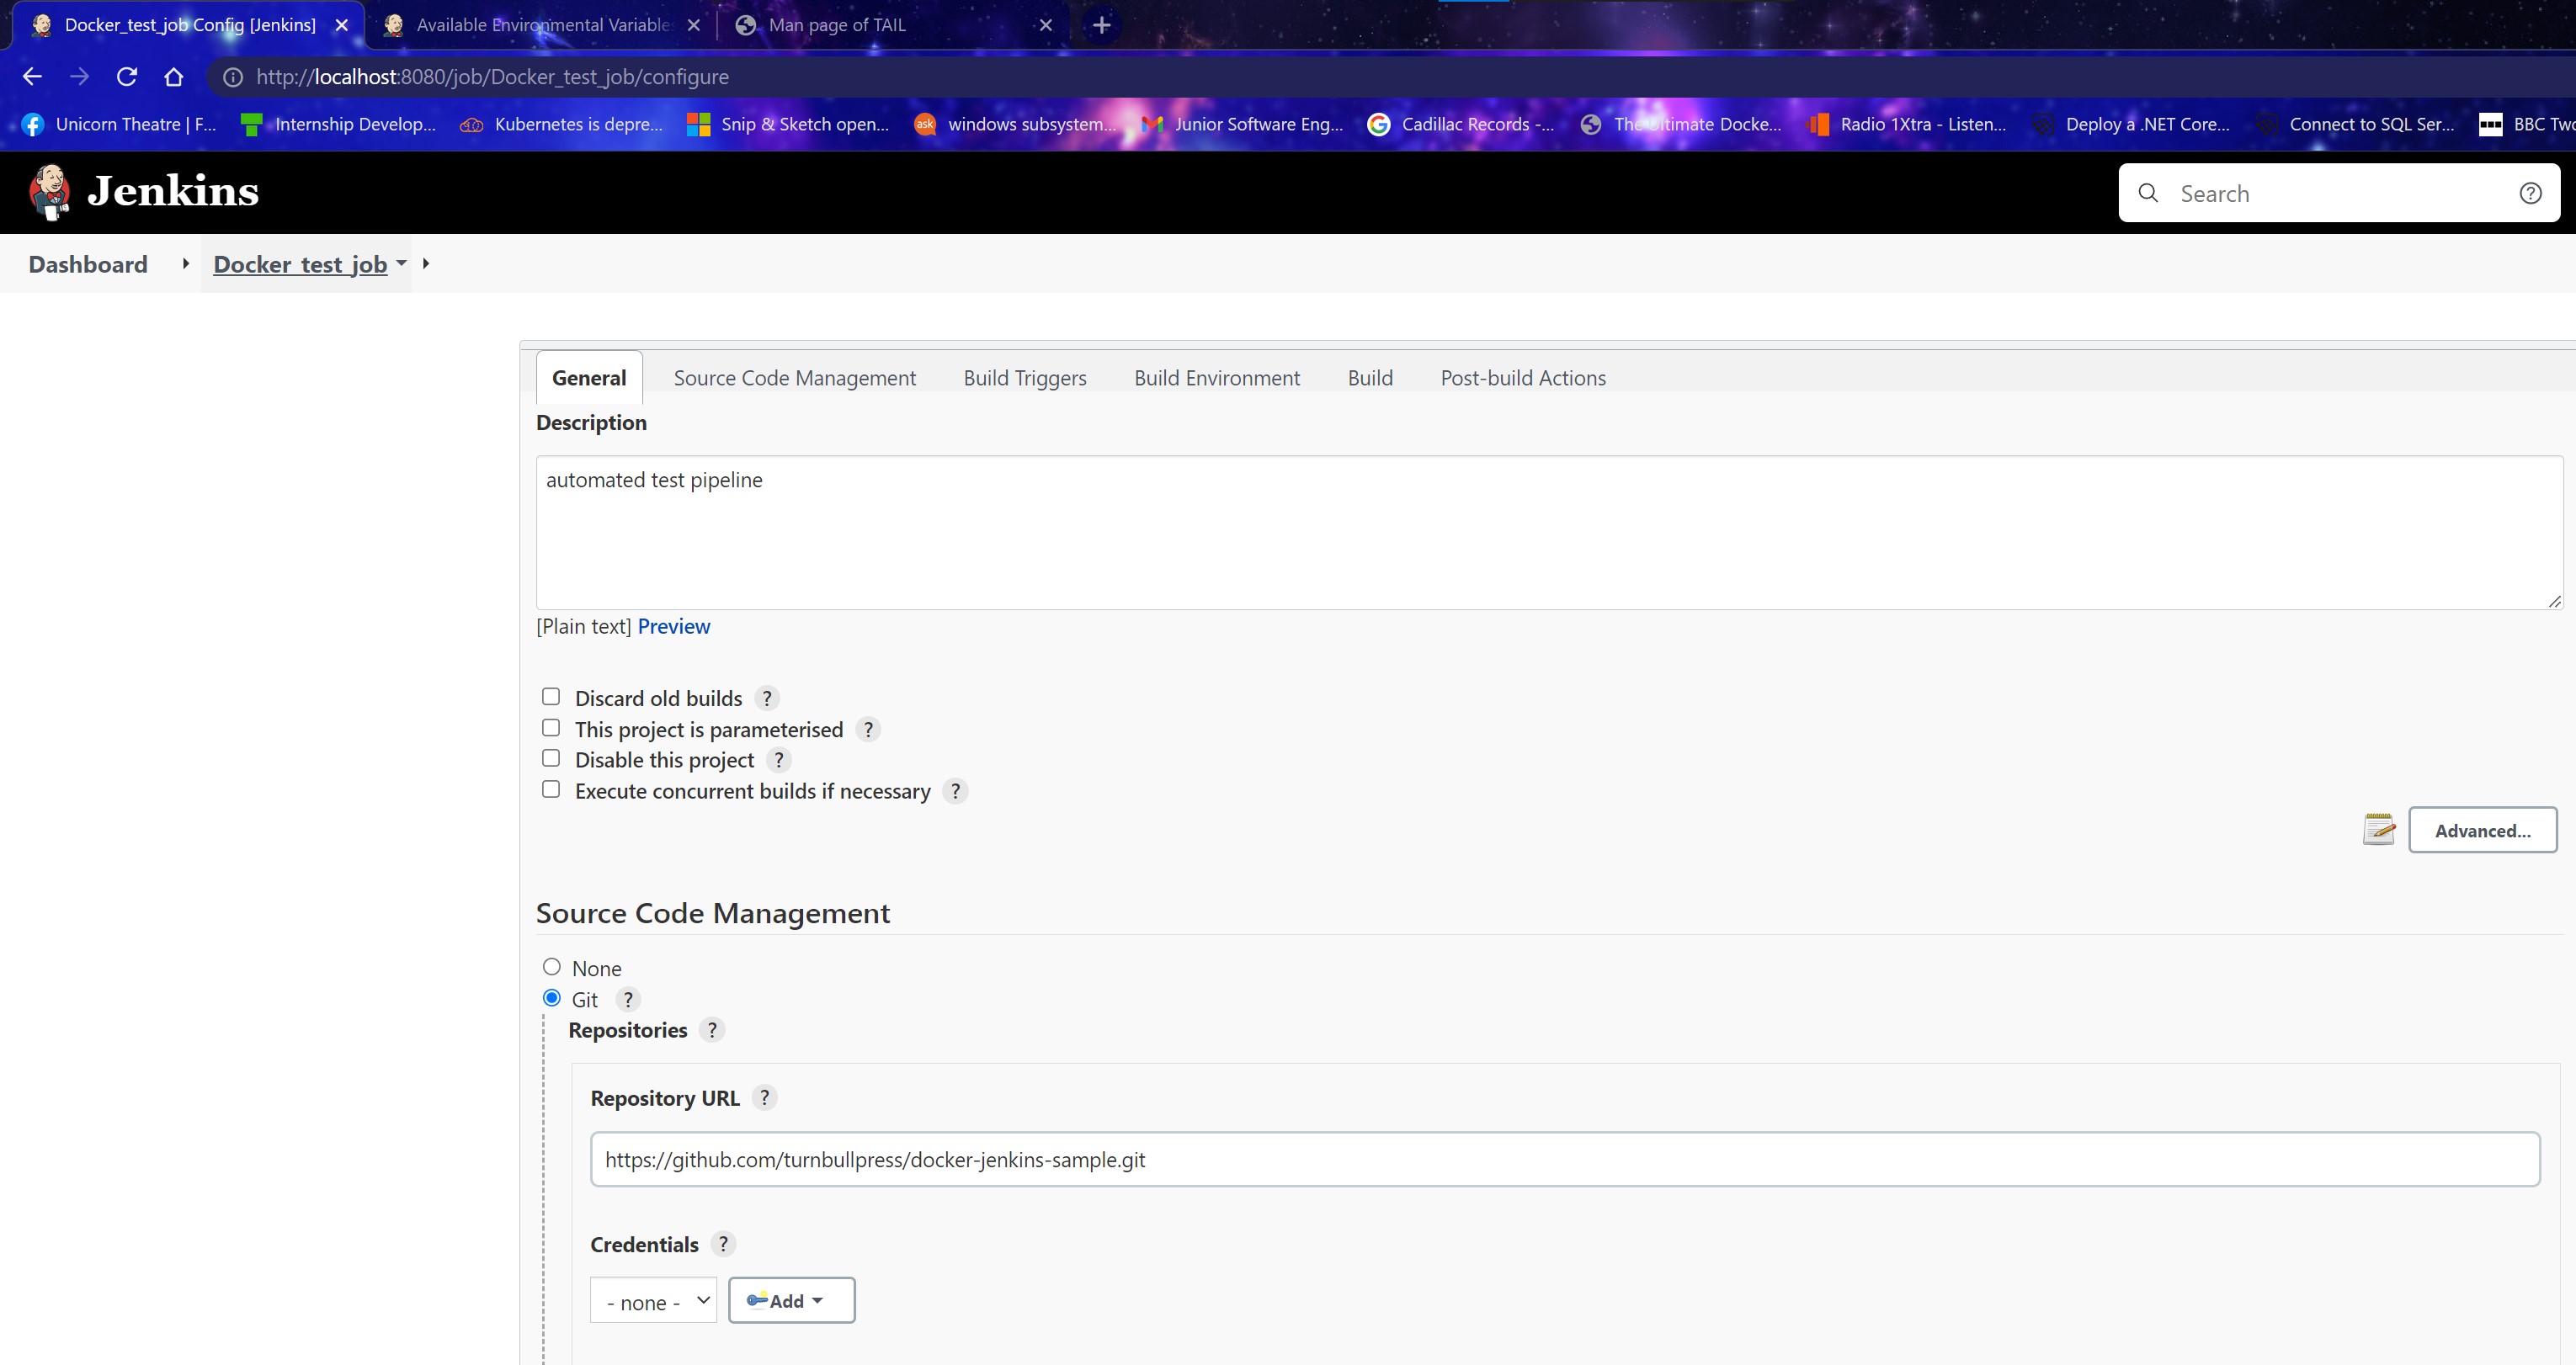 Docker_test_job Config [Jenkins]
Available Environmental Variable
Man page of TAIL
http://localhost:8080/job/Docker_test_job/configure
Unicorn Theatre | F...
Internship Develop...
Kubernetes is depre...
Snip & Sketch open...
ask
windows subsystem...
Junior Software Eng...
Cadillac Records -...
The Ultimate Docke...
Radio 1Xtra - Listen...
Deploy a .NET Core...
Connect to SQL Ser...
BBC Two
Jenkins
Search
?
Dashboard
Docker_test_job
General
Source Code Management
Build Triggers
Build Environment
Build
Post-build Actions
Description
automated test pipeline
[Plain text] Preview
Discard old builds ?
This project is parameterised ?
Disable this project ?
Execute concurrent builds if necessary ?
Advanced...
Source Code Management
None
Git ?
Repositories ?
Repository URL ?
https://github.com/turnbullpress/docker-jenkins-sample.git
Credentials ?
- none -
Add